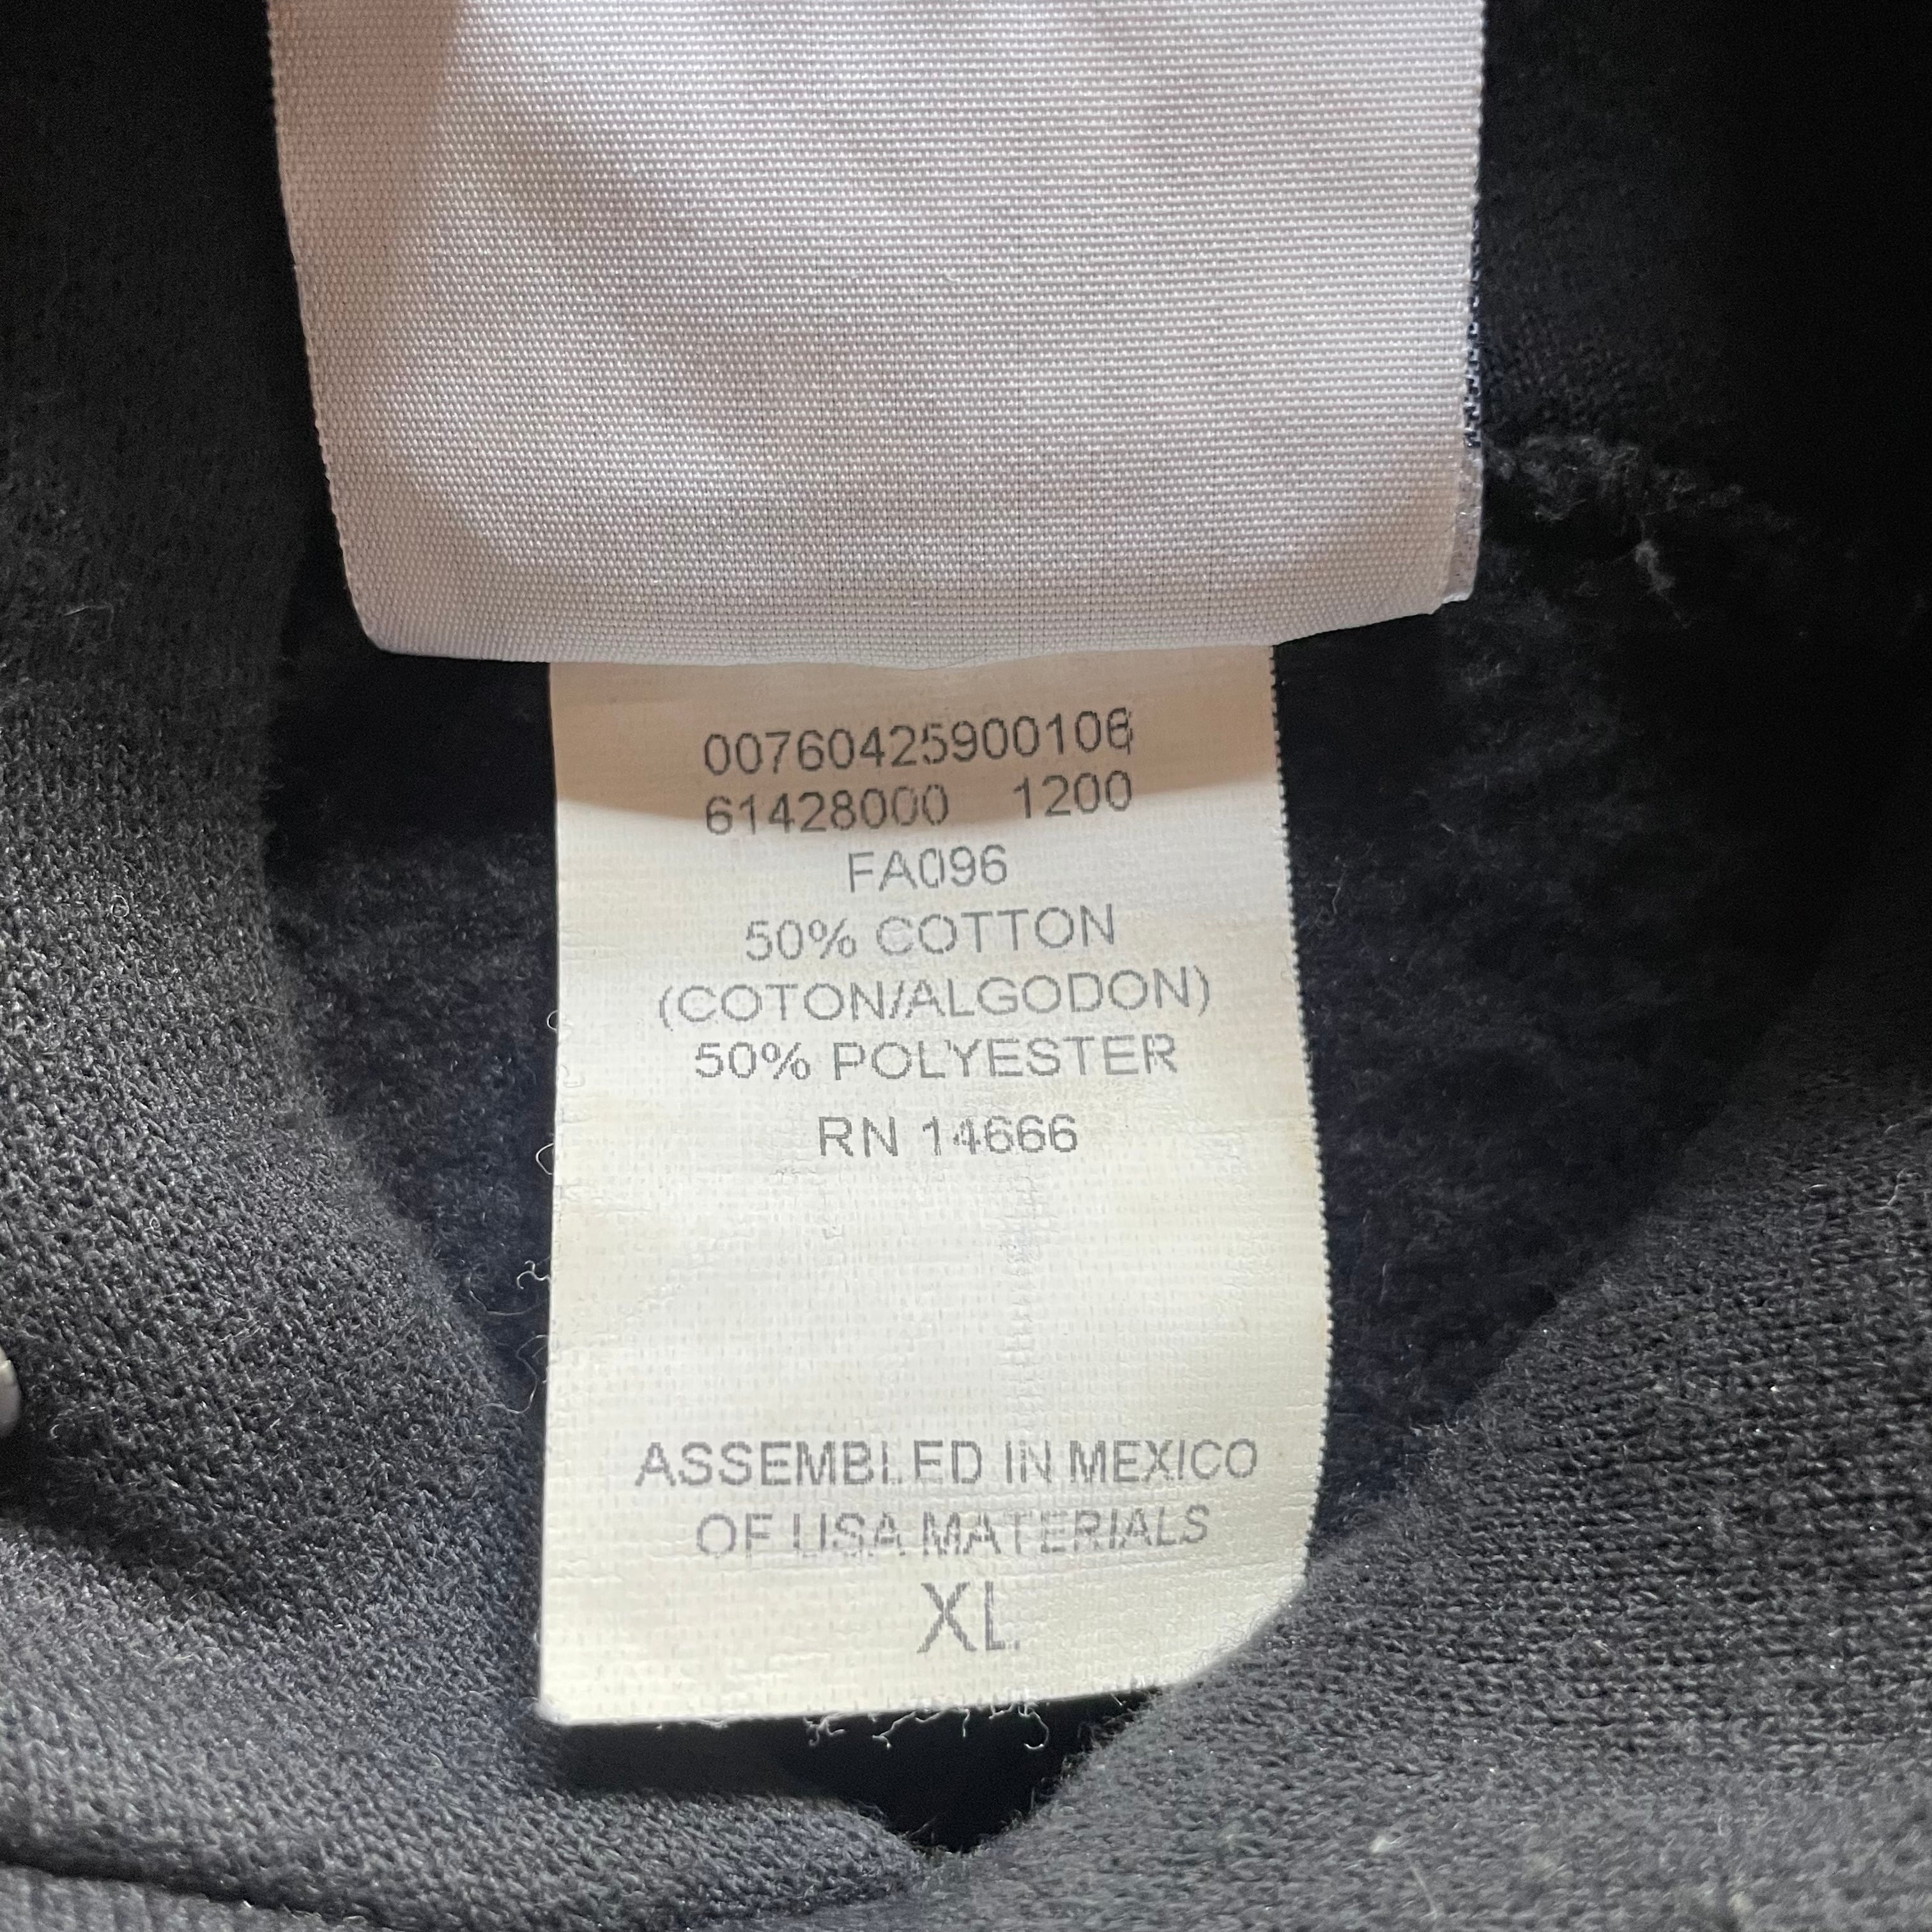 00760425900106
61428000 1200
FA096
50% COTTON
(COTON/ALGODON)
50% POLYESTER
RN 14666
ASSEMBLED IN MEXICO
OF USA MATERIALS
XL